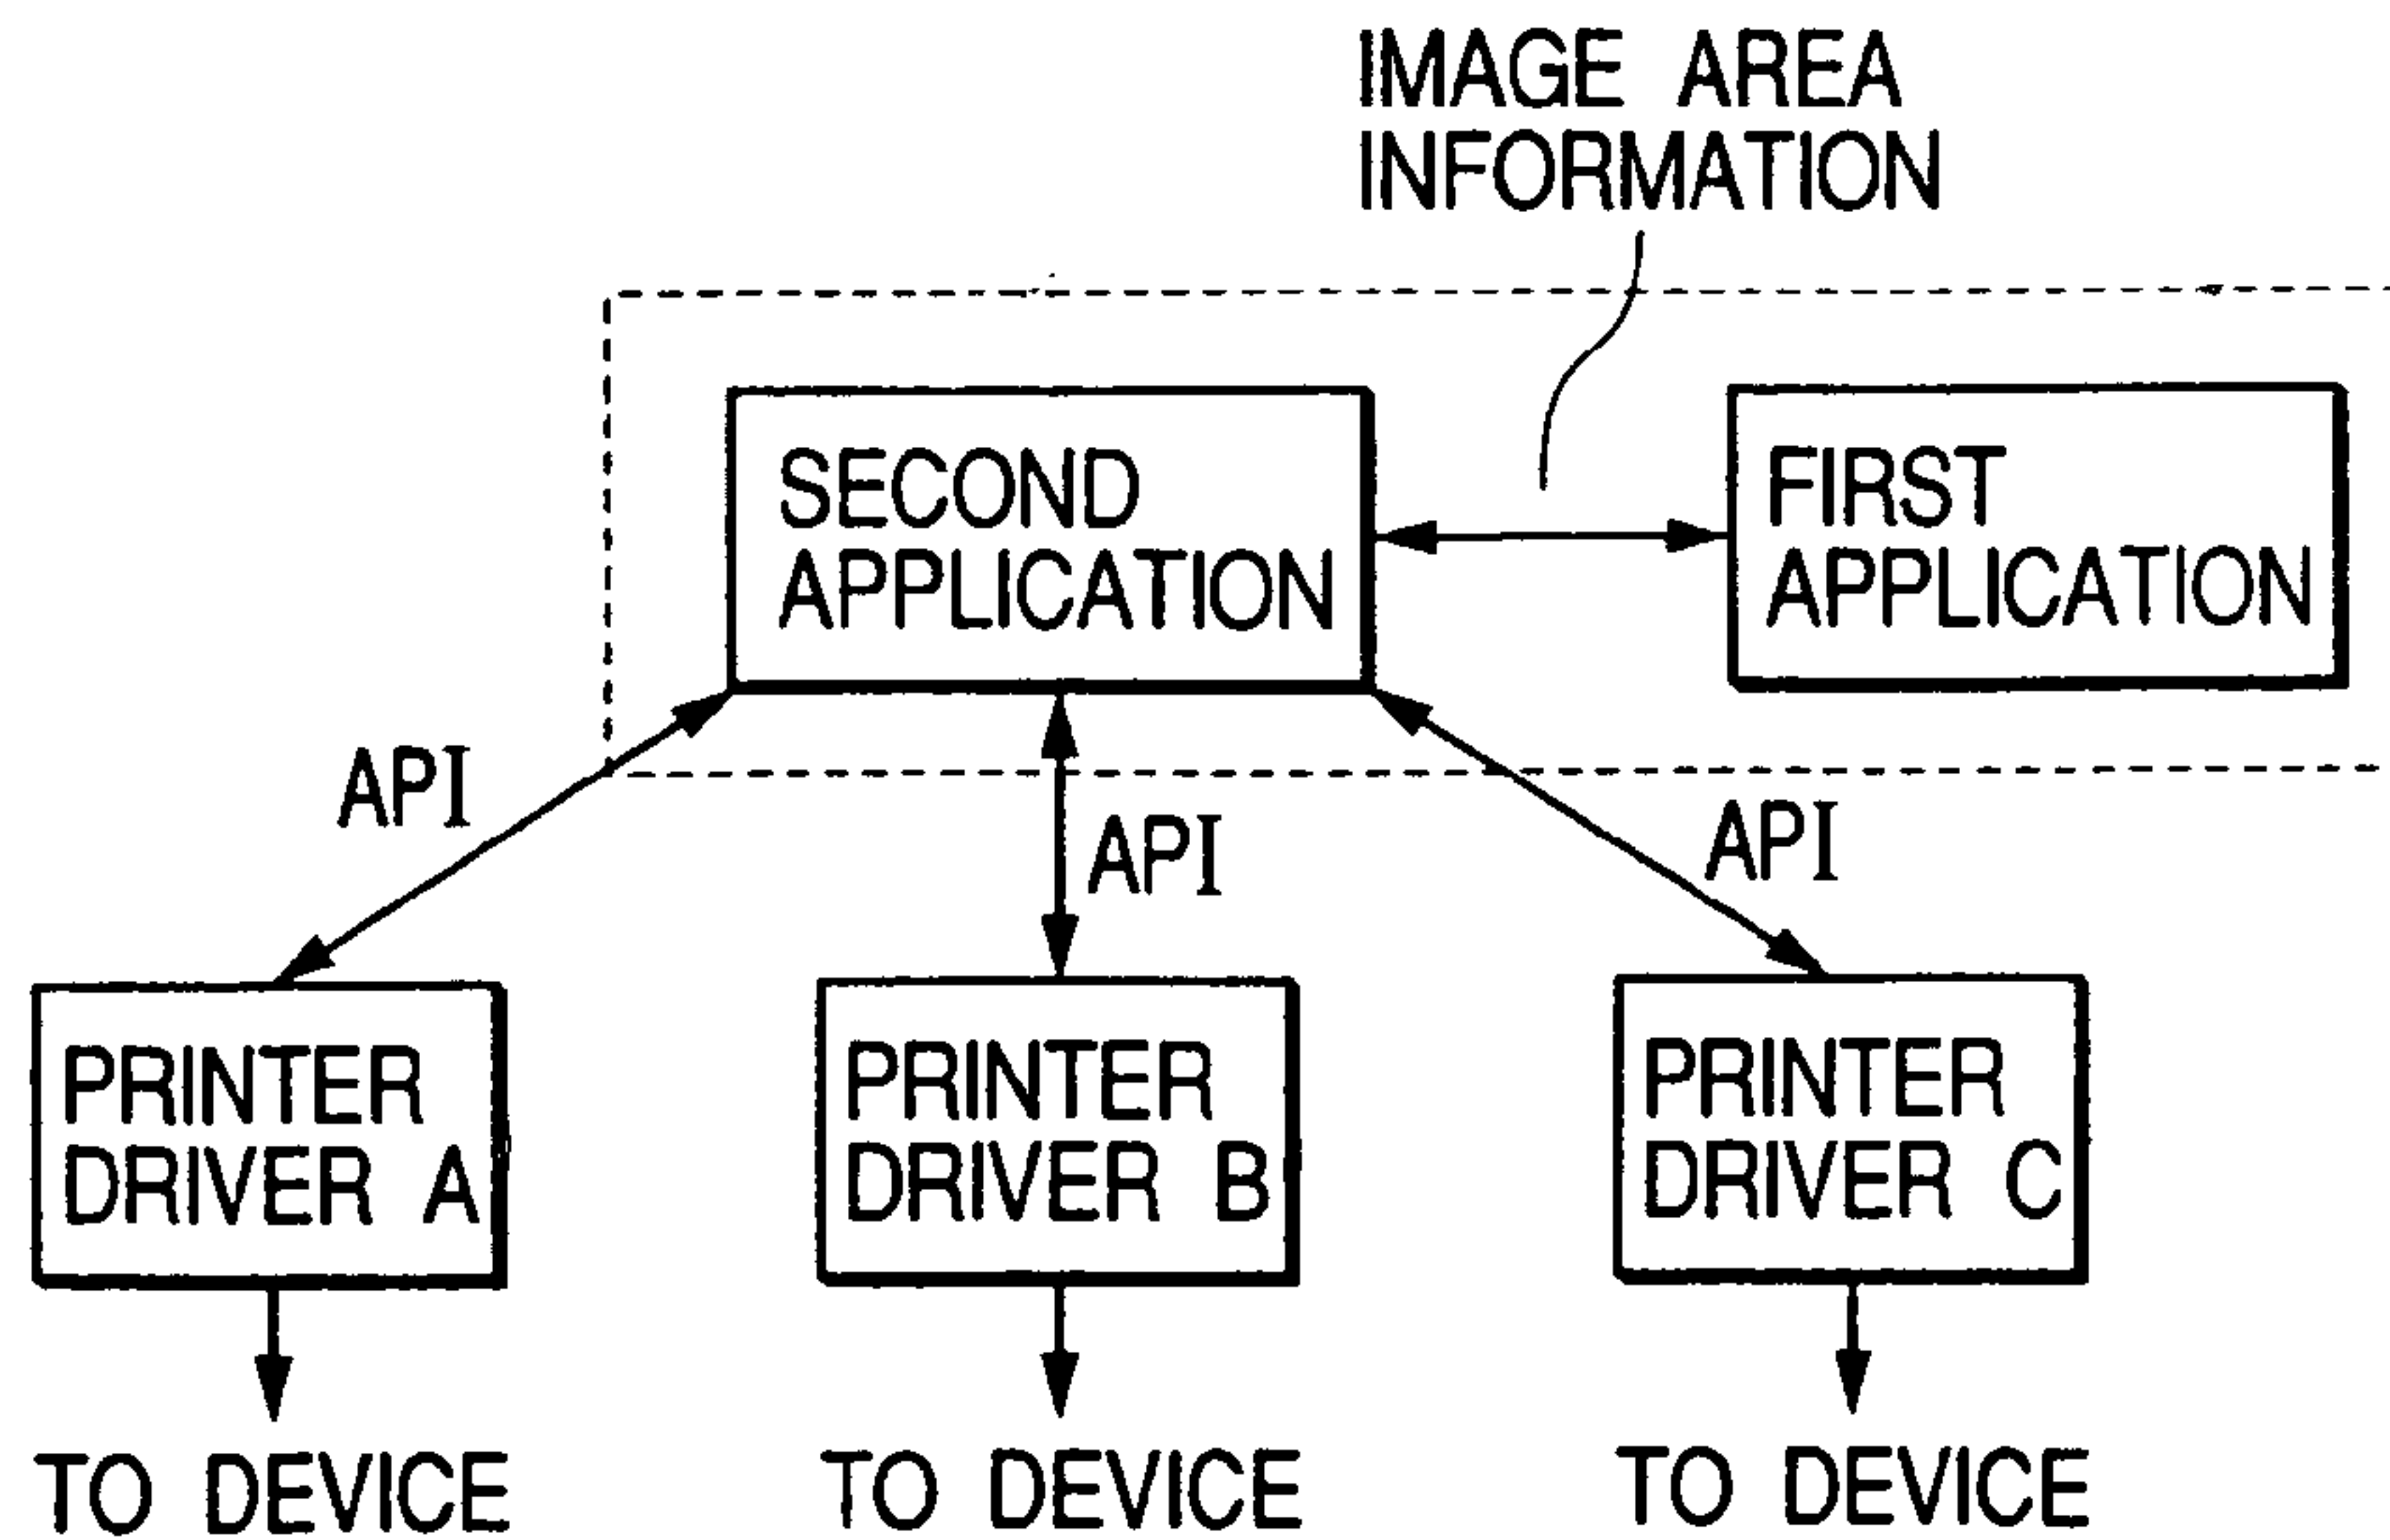 IMAGE AREA
INFORMATION
SECOND
APPLICATION
FIRST
APPLICATION
API
API
API
PRINTER
DRIVER A
PRINTER
DRIVER B
PRINTER
DRIVER C
TO DEVICE
TO DEVICE
TO DEVICE